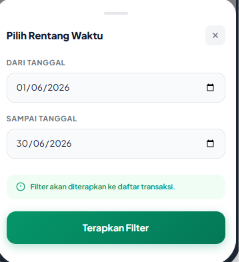 Pilih Rentang Waktu
DARI TANGGAL
01/06/2026
SAMPAI TANGGAL
30/06/2026
Filter akan diterapkan ke daftar transaksi.
Terapkan Filter